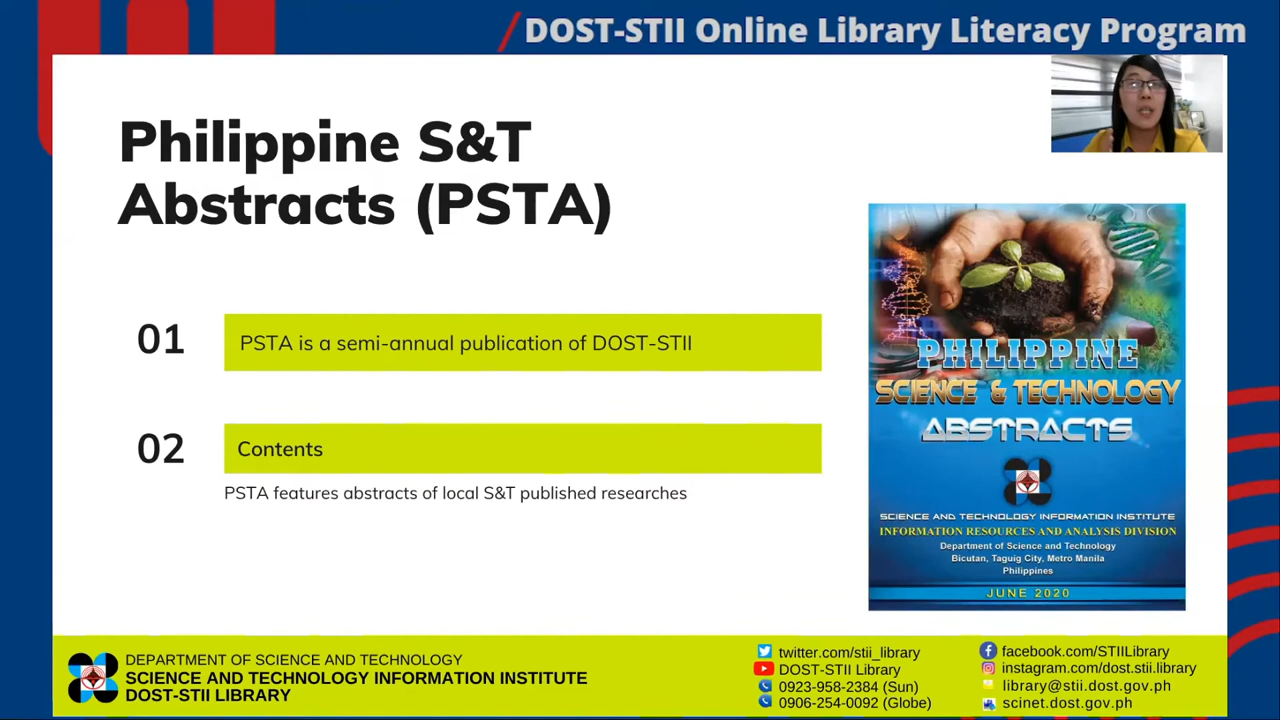 DOST-STII Online Library Literacy Program
Philippine S&T
Abstracts (PSTA)
01
PSTA is a semi-annual publication of DOST-STII
02
Contents
PSTA features abstracts of local S&T published researches
PHILIPPINE
SCIENCE & TECHNOLOGY
ABSTRACTS
SCIENCE AND TECHNOLOGY INFORMATION INSTITUTE
INFORMATION RESOURCES AND ANALYSIS DIVISION
Department of Science and Technology
Bicutan, Taguig City, Metro Manila
Philippines
JUNE 2020
DEPARTMENT OF SCIENCE AND TECHNOLOGY
SCIENCE AND TECHNOLOGY INFORMATION INSTITUTE
DOST-STII LIBRARY
twitter.com/stii_library
DOST-STII Library
0923-958-2384 (Sun)
0906-254-0092 (Globe)
facebook.com/STIILibrary
instagram.com/dost.stii.library
library@stii.dost.gov.ph
scinet.dost.gov.ph